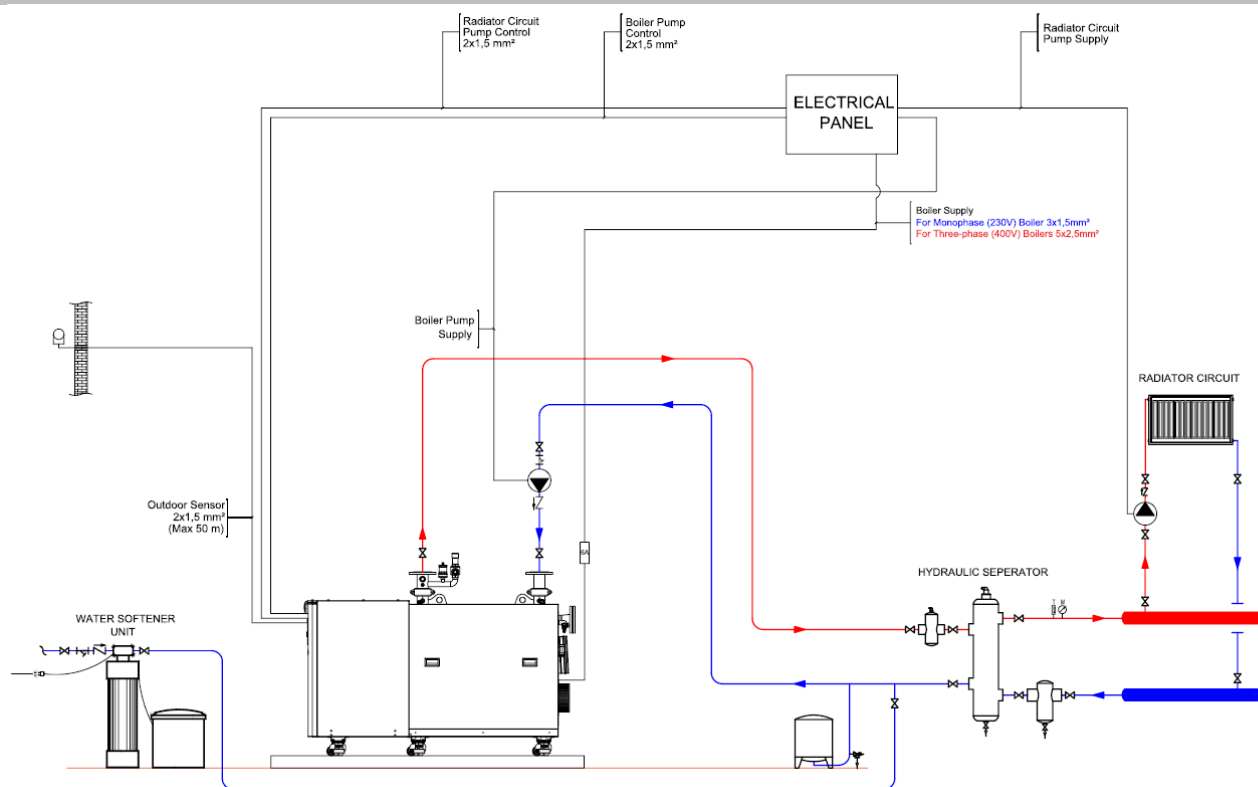 Radiator Circuit
Pump Control
2x1,5 mm²
Boiler Pump
Control
2x1,5 mm²
Radiator Circuit
Pump Supply
ELECTRICAL
PANEL
Boiler Supply
For Monophase (230V) Boiler 3x1,5mm²
For Three-phase (400V) Boilers 5x2,5mm²
Boiler Pump
Supply
RADIATOR CIRCUIT
Outdoor Sensor
2x1,5 mm²
(Max 50 m)
6A
HYDRAULIC SEPERATOR
WATER SOFTENER
UNIT